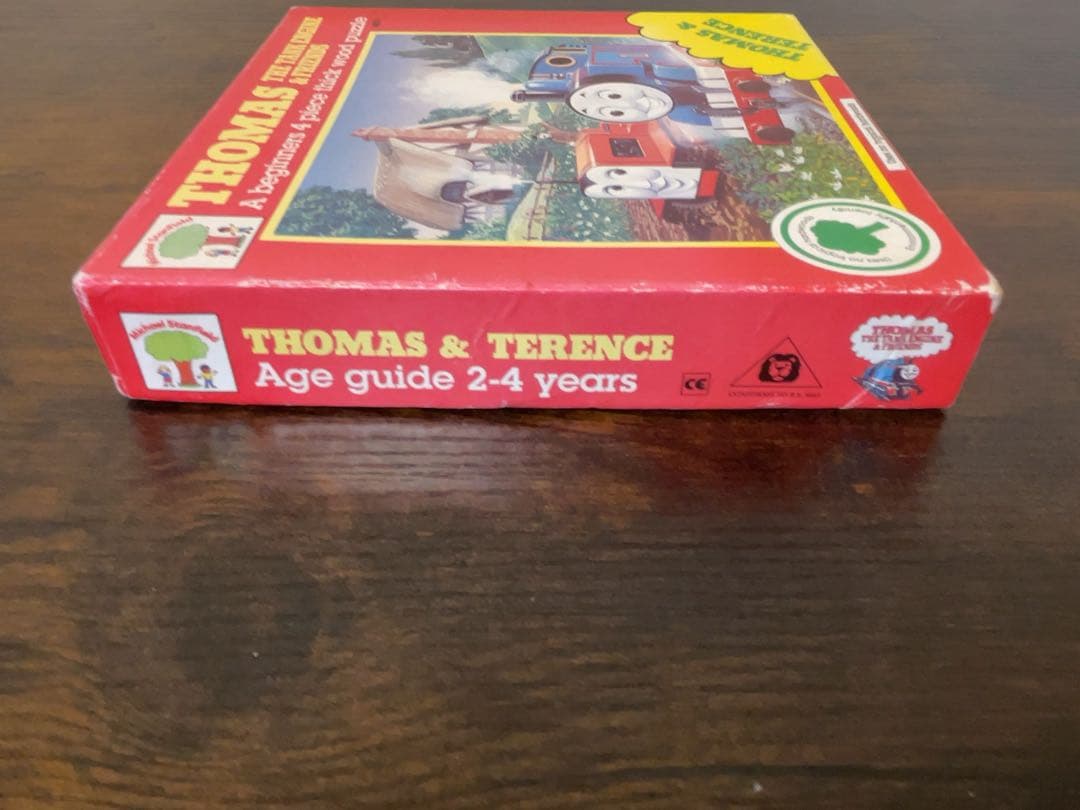 THOMAS
THE TANK ENGINE
& FRIENDS
A beginners 4 piece thick wood puzzle
THOMAS &
TERENCE
Michael Stanfield
THOMAS & TERENCE
Age guide 2-4 years
CE
THOMAS
THE TANK ENGINE
& FRIENDS